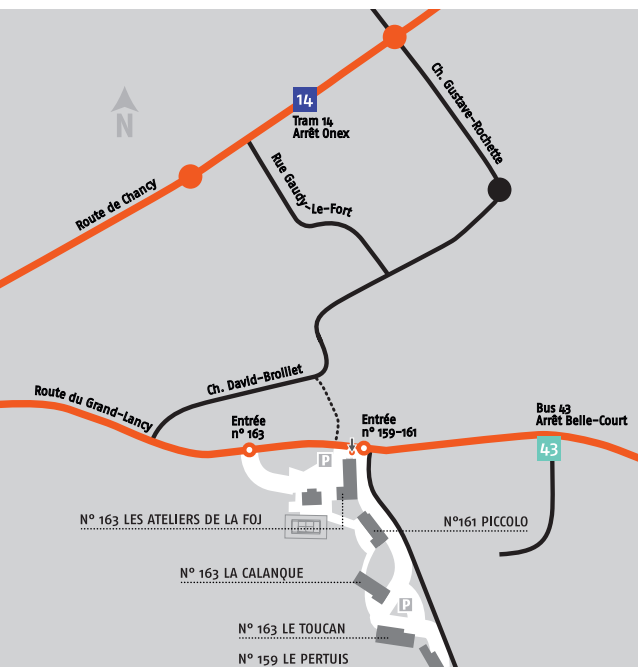 Ch. Gustave-Rochette
14
Tram 14
Arrêt Onex
N
Rue Gaudy-Le-Fort
Route de Chancy
Ch. David-Broillet
Route du Grand-Lancy
Bus 43
Arrêt Belle-Court
43
Entrée
n° 163
Entrée
n° 159-161
P
N° 163 LES ATELIERS DE LA FOJ
N°161 PICCOLO
N° 163 LA CALANQUE
P
N° 163 LE TOUCAN
N° 159 LE PERTUIS